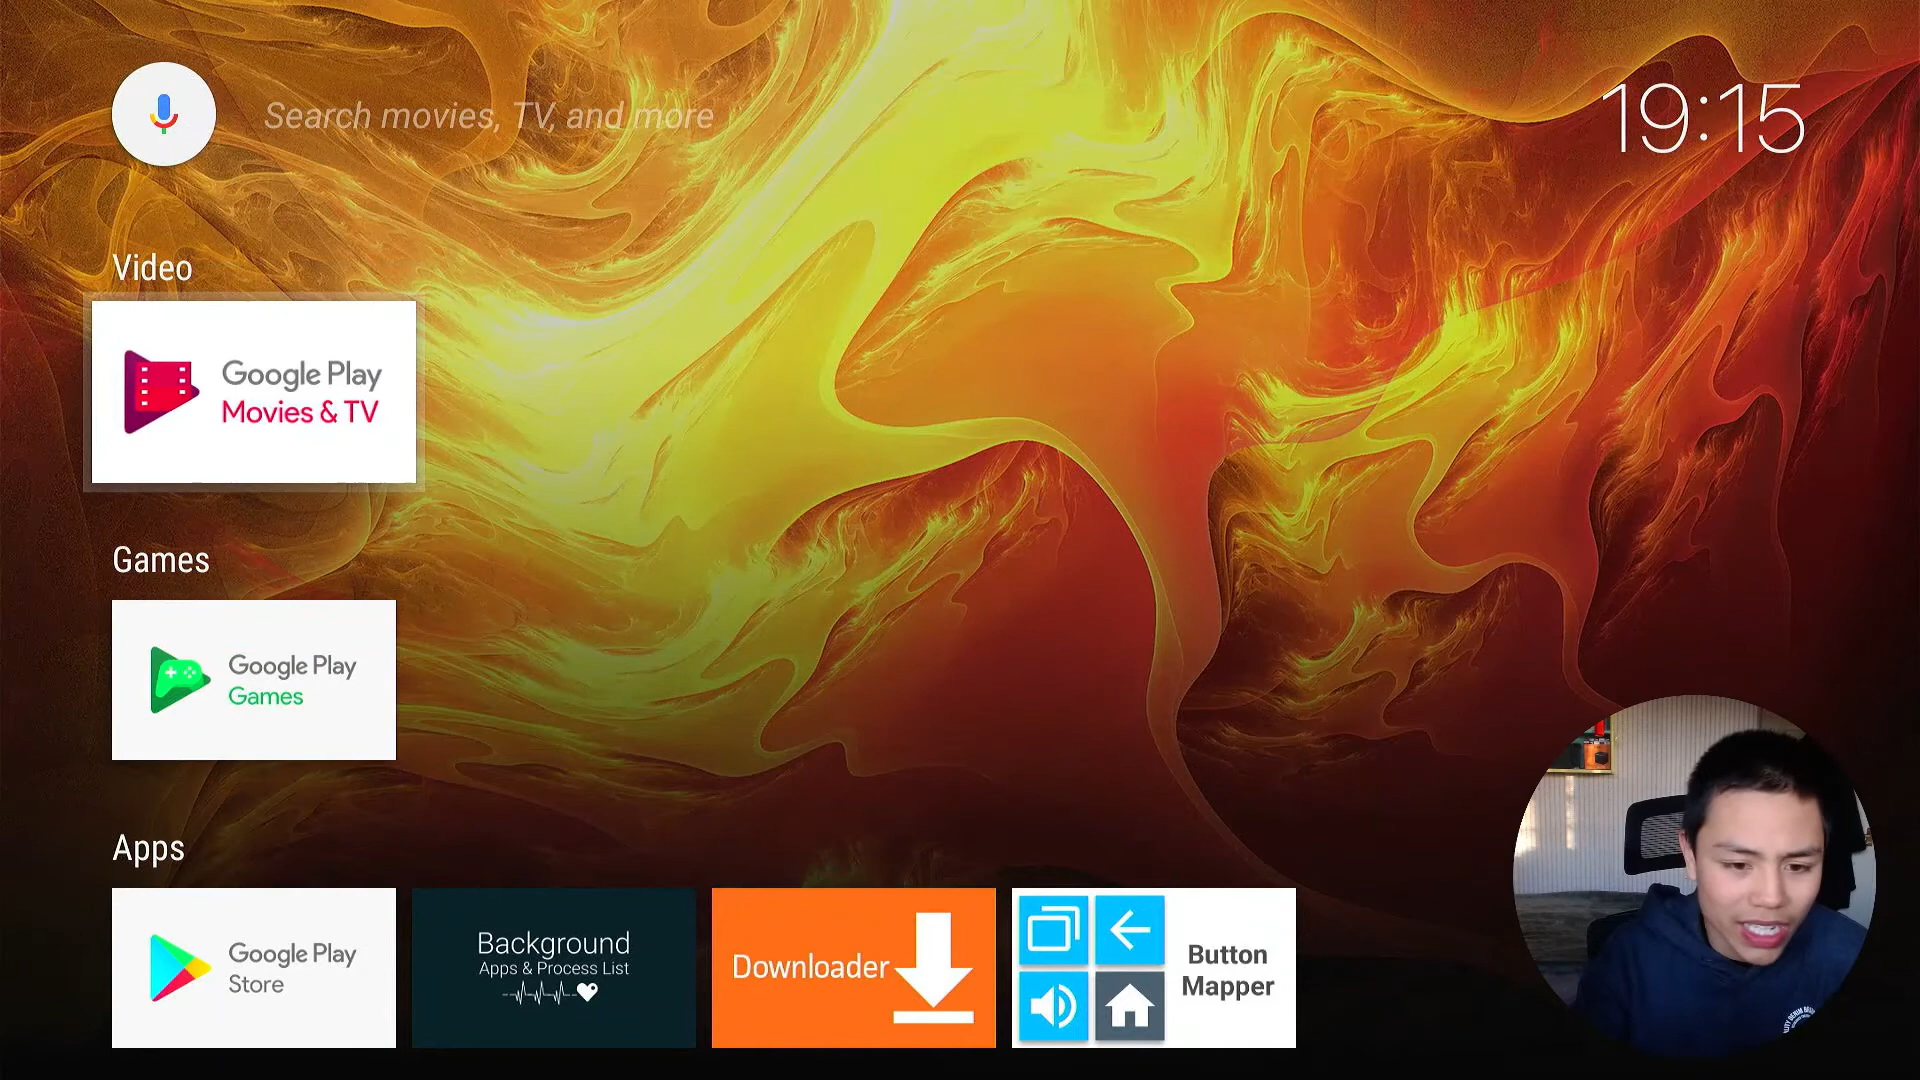 Search movies, TV, and more
19:15
Video
Google Play
Movies & TV
Games
Google Play
Games
Apps
Google Play
Store
Background
Apps & Process List
Downloader
Button
Mapper